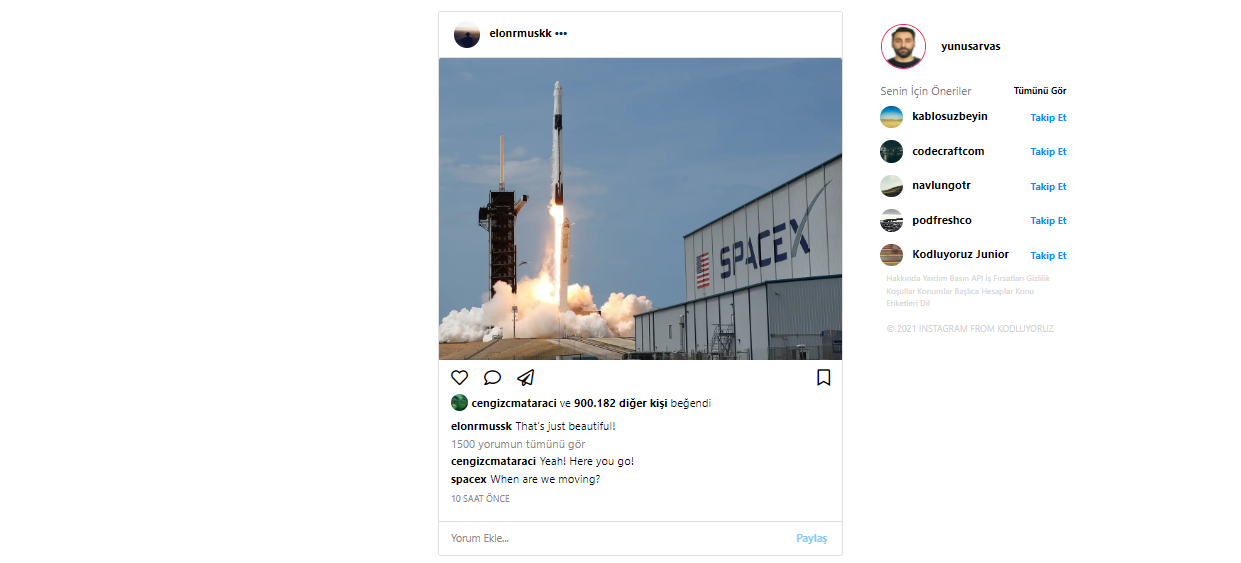 elonrmuskk •••
SPACEX
cengizcmataraci ve 900.182 diğer kişi beğendi
elonrmussk That's just beautiful!
1500 yorumun tümünü gör
cengizcmataraci Yeah! Here you go!
spacex When are we moving?
10 SAAT ÖNCE
Yorum Ekle... Paylaş
yunusarvas
Senin İçin Öneriler Tümünü Gör
kablosuzbeyin Takip Et
codecraftcom Takip Et
navlungotr Takip Et
podfreshco Takip Et
Kodluyoruz Junior Takip Et
Hakkında Yardım Basın API İş Fırsatları Gizlilik
Koşullar Konumlar Başlıca Hesaplar Konu
Etiketleri Dil
© 2021 INSTAGRAM FROM KODLUYORUZ